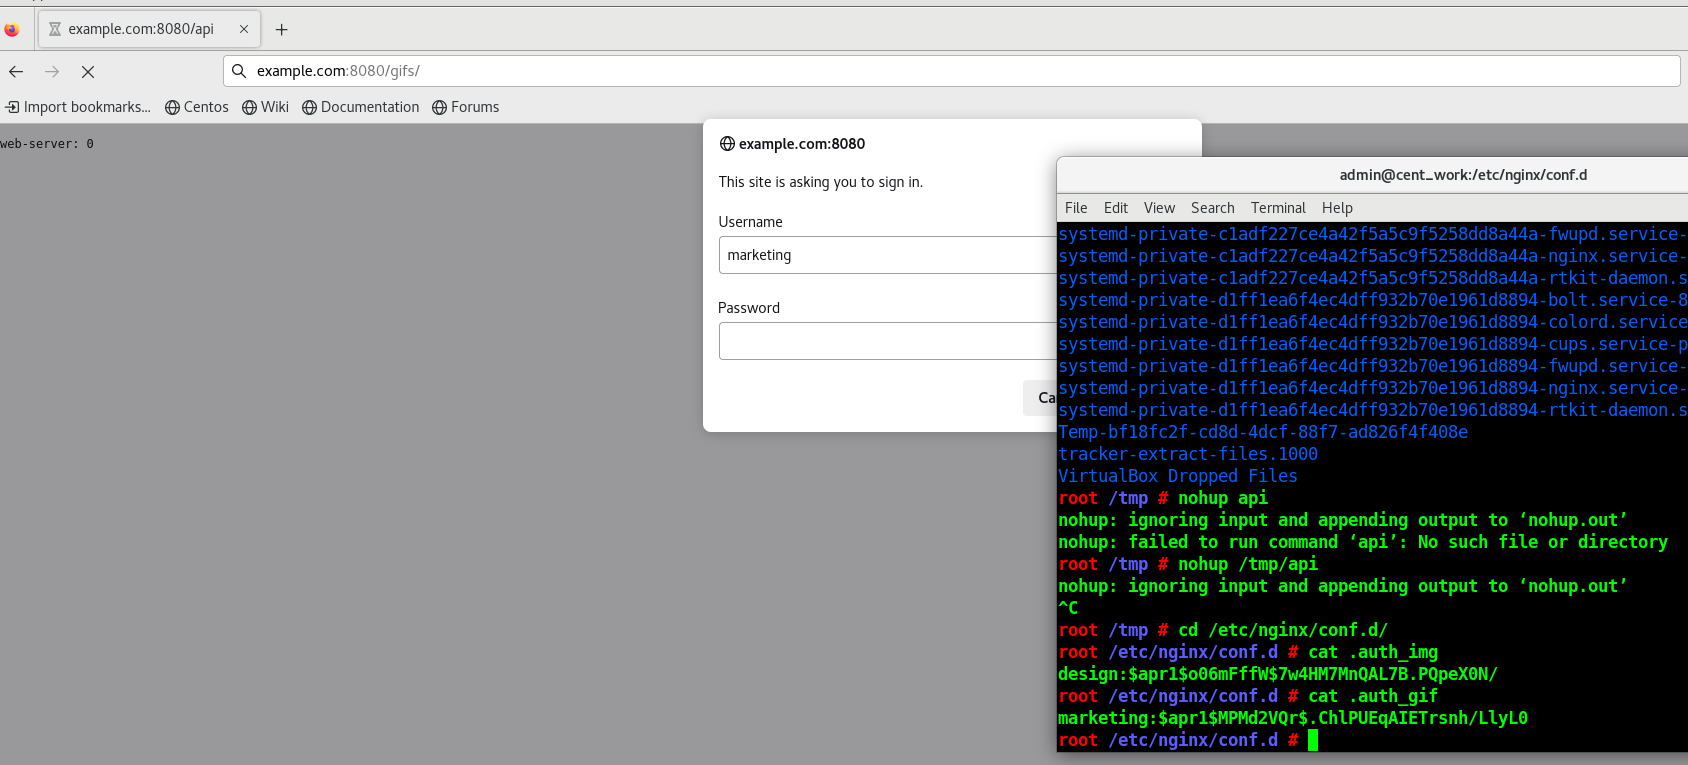 example.com:8080/api
example.com:8080/gifs/
Import bookmarks... Centos Wiki Documentation Forums
web-server: 0
example.com:8080
This site is asking you to sign in.
Username
marketing
Password
Ca
admin@cent_work:/etc/nginx/conf.d
File Edit View Search Terminal Help
systemd-private-c1adf227ce4a42f5a5c9f5258dd8a44a-fwupd.service-
systemd-private-c1adf227ce4a42f5a5c9f5258dd8a44a-nginx.service-
systemd-private-c1adf227ce4a42f5a5c9f5258dd8a44a-rtkit-daemon.s
systemd-private-d1ff1ea6f4ec4dff932b70e1961d8894-bolt.service-8
systemd-private-d1ff1ea6f4ec4dff932b70e1961d8894-colord.service
systemd-private-d1ff1ea6f4ec4dff932b70e1961d8894-cups.service-p
systemd-private-d1ff1ea6f4ec4dff932b70e1961d8894-fwupd.service-
systemd-private-d1ff1ea6f4ec4dff932b70e1961d8894-nginx.service-
systemd-private-d1ff1ea6f4ec4dff932b70e1961d8894-rtkit-daemon.s
Temp-bf18fc2f-cd8d-4dcf-88f7-ad826f4f408e
tracker-extract-files.1000
VirtualBox Dropped Files
root /tmp # nohup api
nohup: ignoring input and appending output to ‘nohup.out’
nohup: failed to run command ‘api’: No such file or directory
root /tmp # nohup /tmp/api
nohup: ignoring input and appending output to ‘nohup.out’
^C
root /tmp # cd /etc/nginx/conf.d/
root /etc/nginx/conf.d # cat .auth_img
design:$apr1$o06mFffW$7w4HM7MnQAL7B.PQpeX0N/
root /etc/nginx/conf.d # cat .auth_gif
marketing:$apr1$MPMd2VQr$.ChlPUEqAIETrsnh/LlyL0
root /etc/nginx/conf.d #